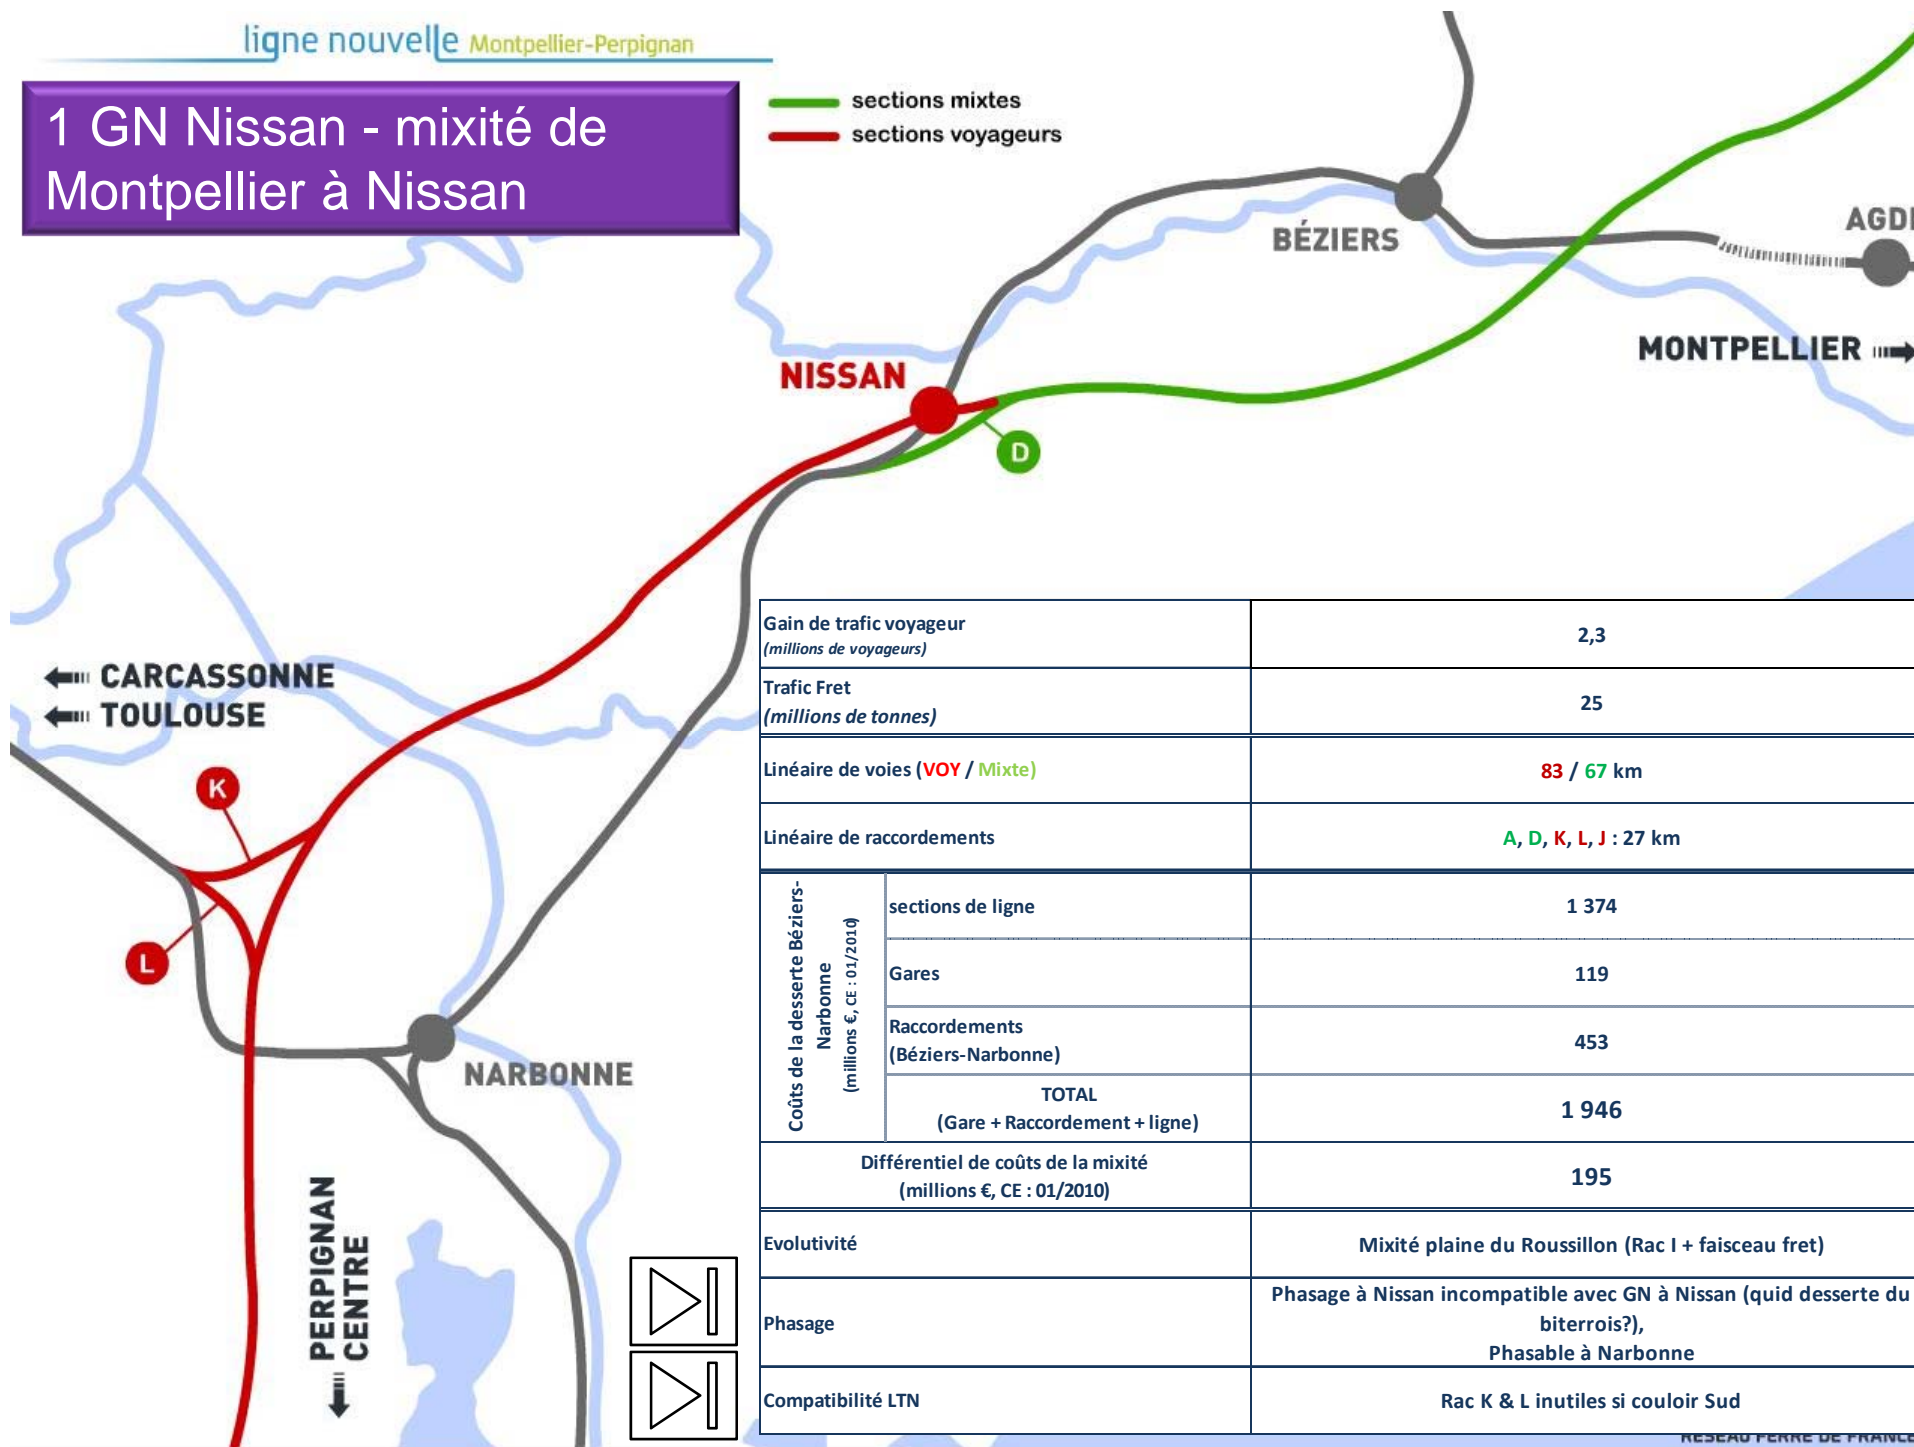 ligne nouvelle Montpellier-Perpignan
1 GN Nissan - mixité de
Montpellier à Nissan
sections mixtes
sections voyageurs
BÉZIERS
AGD
MONTPELLIER
NISSAN
D
CARCASSONNE
TOULOUSE
K
L
NARBONNE
PERPIGNAN
CENTRE
Gain de trafic voyageur
(millions de voyageurs)
2,3
Trafic Fret
(millions de tonnes)
25
Linéaire de voies (VOY / Mixte)
83 / 67 km
Linéaire de raccordements
A, D, K, L, J : 27 km
Coûts de la desserte Béziers-
Narbonne
(millions €, CE : 01/2010)
sections de ligne
1 374
Gares
119
Raccordements
(Béziers-Narbonne)
453
TOTAL
(Gare + Raccordement + ligne)
1 946
Différentiel de coûts de la mixité
(millions €, CE : 01/2010)
195
Evolutivité
Mixité plaine du Roussillon (Rac I + faisceau fret)
Phasage
Phasage à Nissan incompatible avec GN à Nissan (quid desserte du
biterrois?),
Phasable à Narbonne
Compatibilité LTN
Rac K & L inutiles si couloir Sud
RESEAU FERRE DE FRANCE